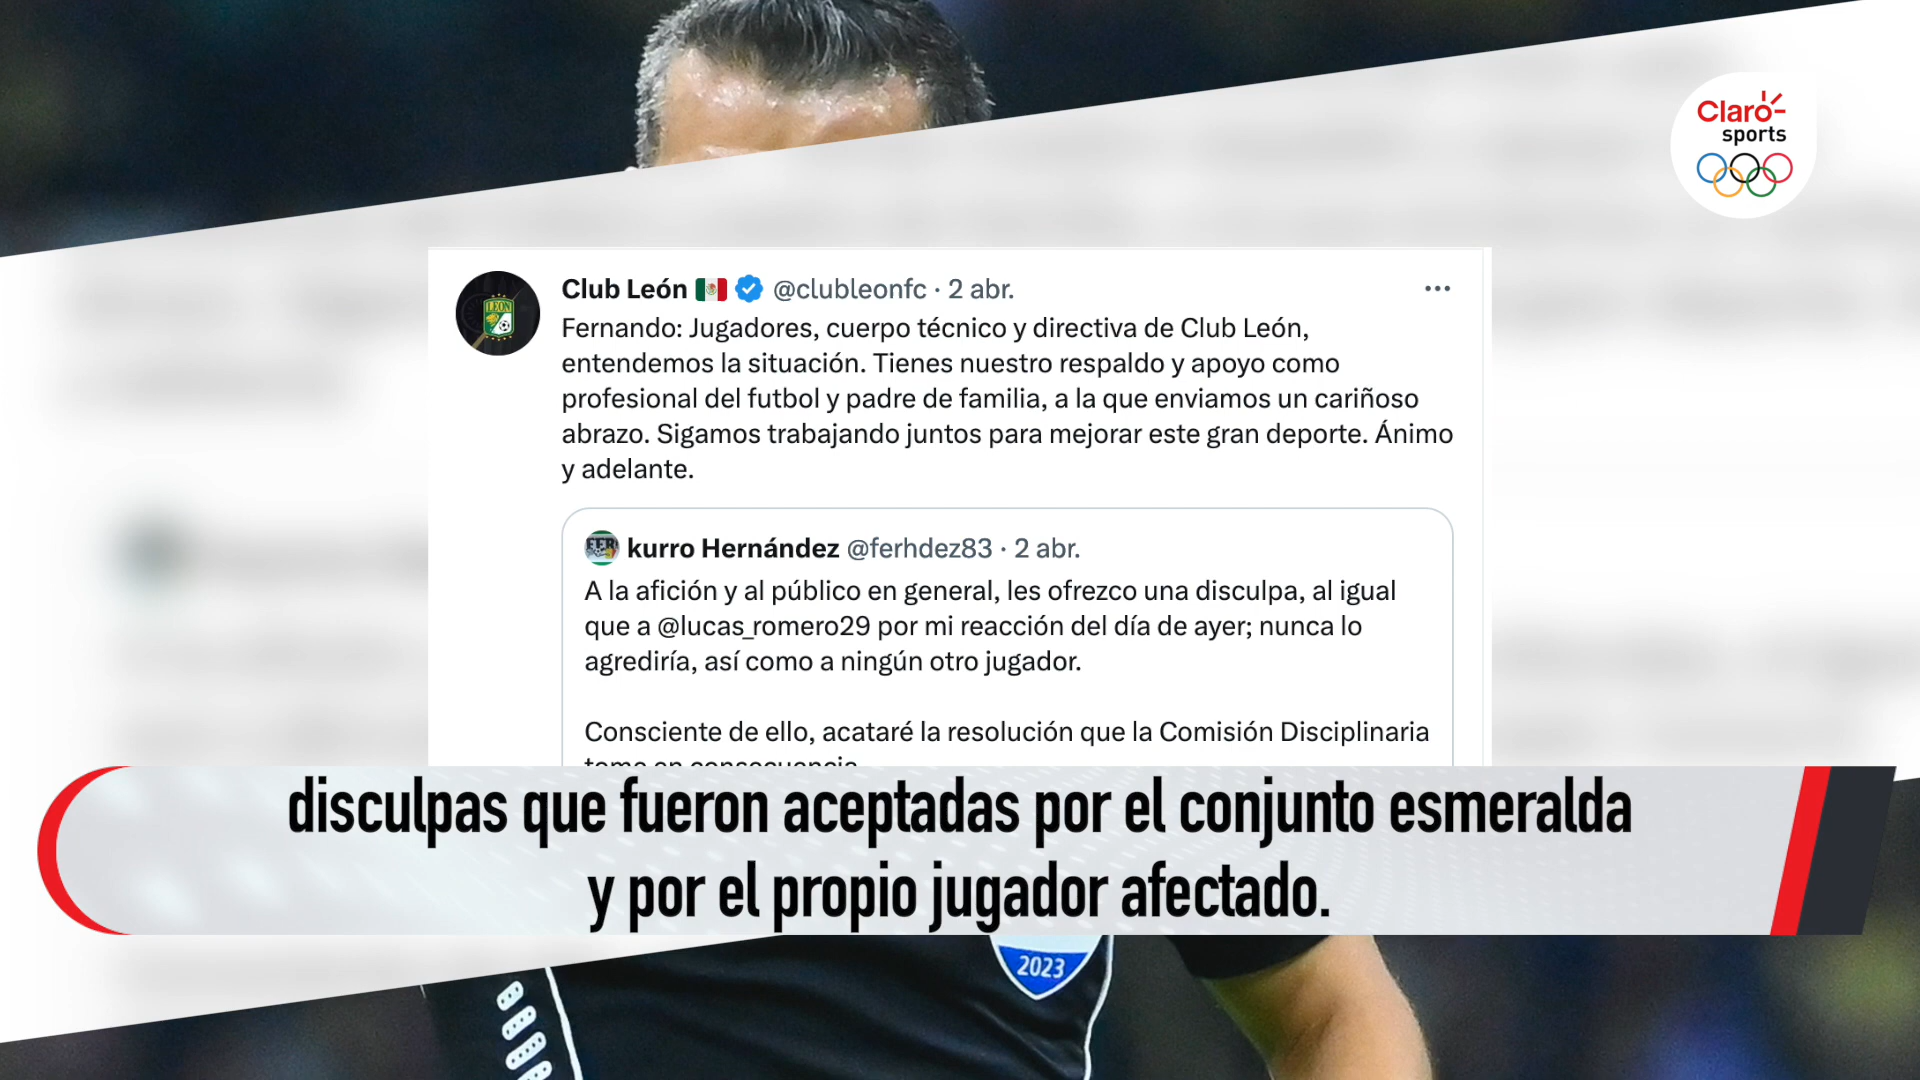 Claro
sports
Club León @clubleonfc · 2 abr.
Fernando: Jugadores, cuerpo técnico y directiva de Club León,
entendemos la situación. Tienes nuestro respaldo y apoyo como
profesional del futbol y padre de familia, a la que enviamos un cariñoso
abrazo. Sigamos trabajando juntos para mejorar este gran deporte. Ánimo
y adelante.
LEON
FER
kurro Hernández @ferhdez83 · 2 abr.
A la afición y al público en general, les ofrezco una disculpa, al igual
que a @lucas_romero29 por mi reacción del día de ayer; nunca lo
agrediría, así como a ningún otro jugador.
Consciente de ello, acataré la resolución que la Comisión Disciplinaria
tome en consecuencia.
disculpas que fueron aceptadas por el conjunto esmeralda
y por el propio jugador afectado.
2023